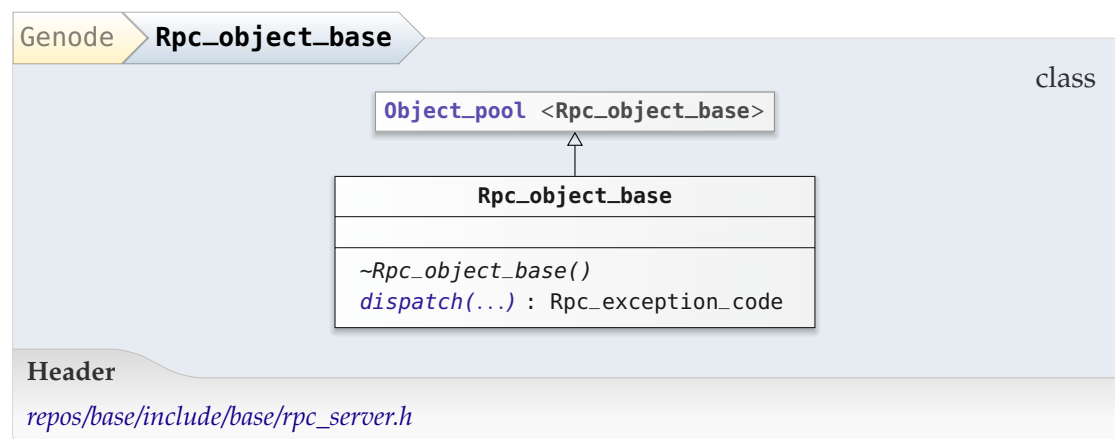 Genode Rpc_object_base
class
Object_pool <Rpc_object_base>
Rpc_object_base
~Rpc_object_base()
dispatch(...) : Rpc_exception_code
Header
repos/base/include/base/rpc_server.h